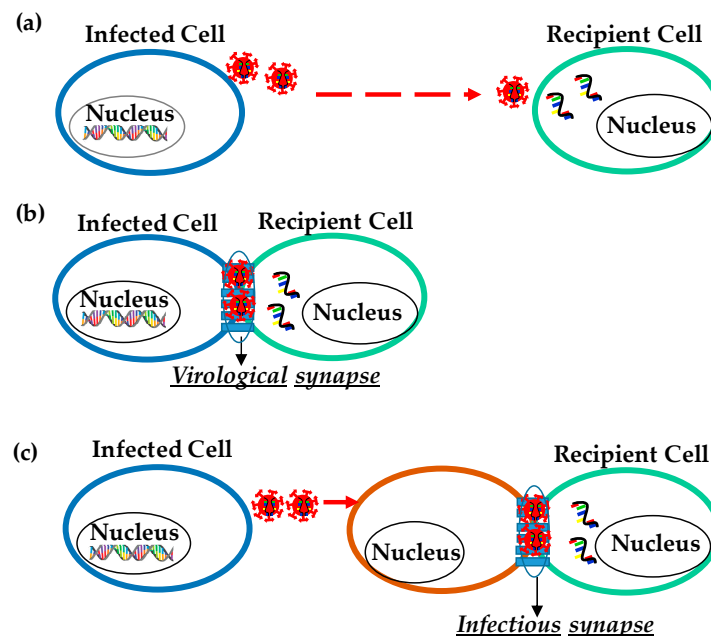 (a)
Infected Cell
Recipient Cell
Nucleus
Nucleus
(b)
Infected Cell
Recipient Cell
Nucleus
Nucleus
Virological synapse
(c)
Infected Cell
Recipient Cell
Nucleus
Nucleus
Nucleus
Infectious synapse